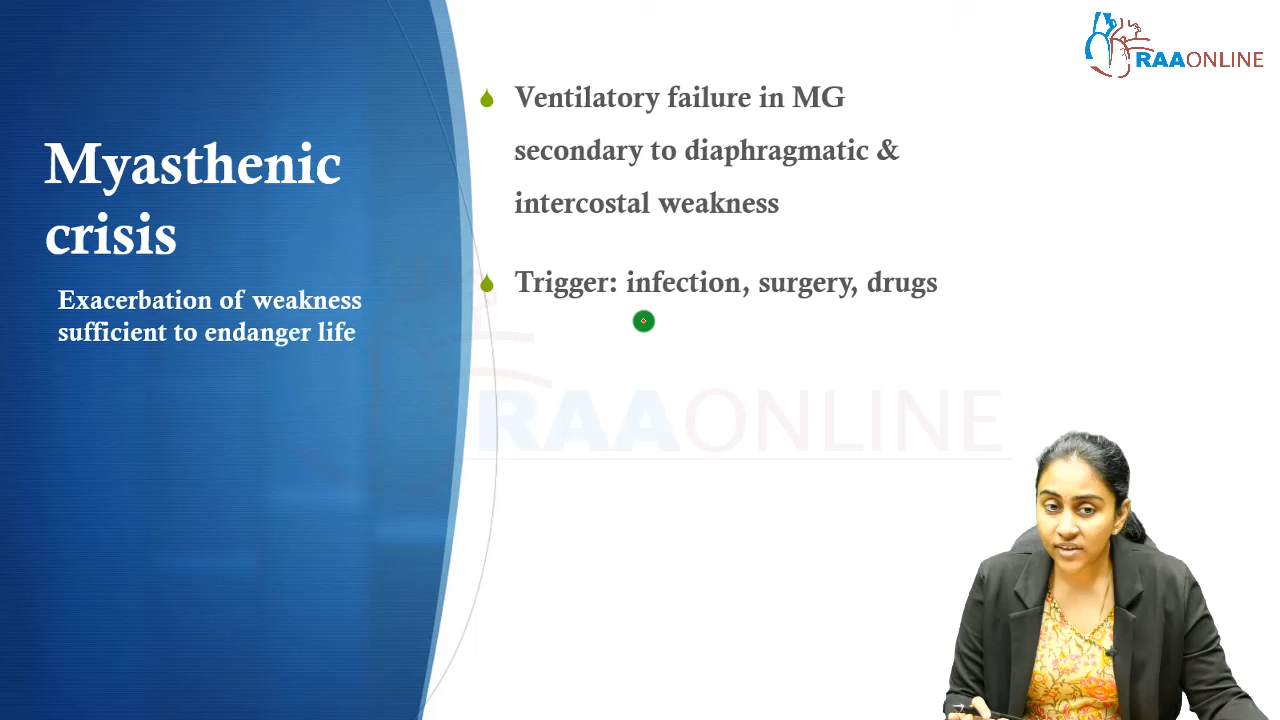 RAAONLINE
Myasthenic
crisis
Exacerbation of weakness
sufficient to endanger life
Ventilatory failure in MG
secondary to diaphragmatic &
intercostal weakness
Trigger: infection, surgery, drugs
RAAONLINE